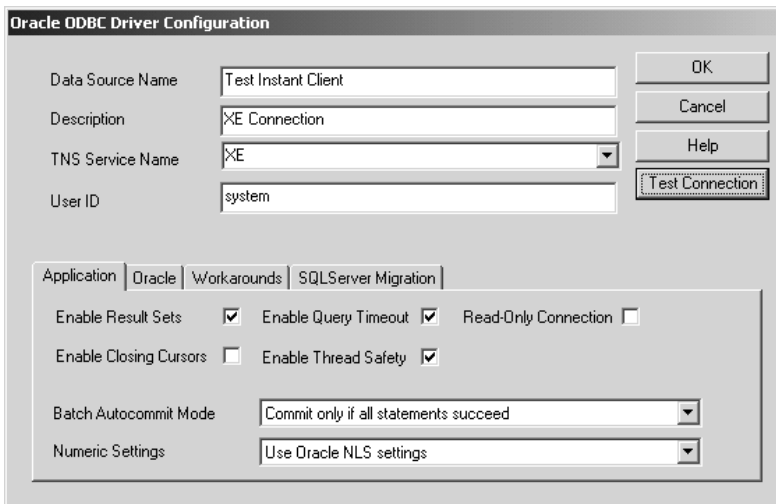 Oracle ODBC Driver Configuration
Data Source Name Test Instant Client OK
Description XE Connection Cancel
TNS Service Name XE Help
User ID system Test Connection
Application Oracle Workarounds SQLServer Migration
Enable Result Sets Enable Query Timeout Read-Only Connection
Enable Closing Cursors Enable Thread Safety
Batch Autocommit Mode Commit only if all statements succeed
Numeric Settings Use Oracle NLS settings